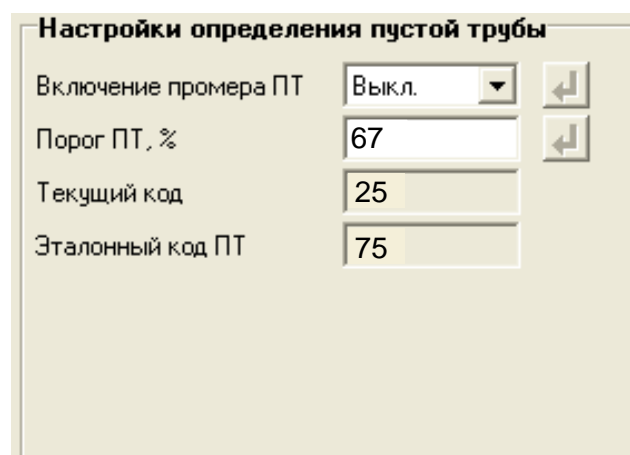 Настройки определения пустой трубы
Включение промера ПТ Выкл.
Порог ПТ, % 67
Текущий код 25
Эталонный код ПТ 75